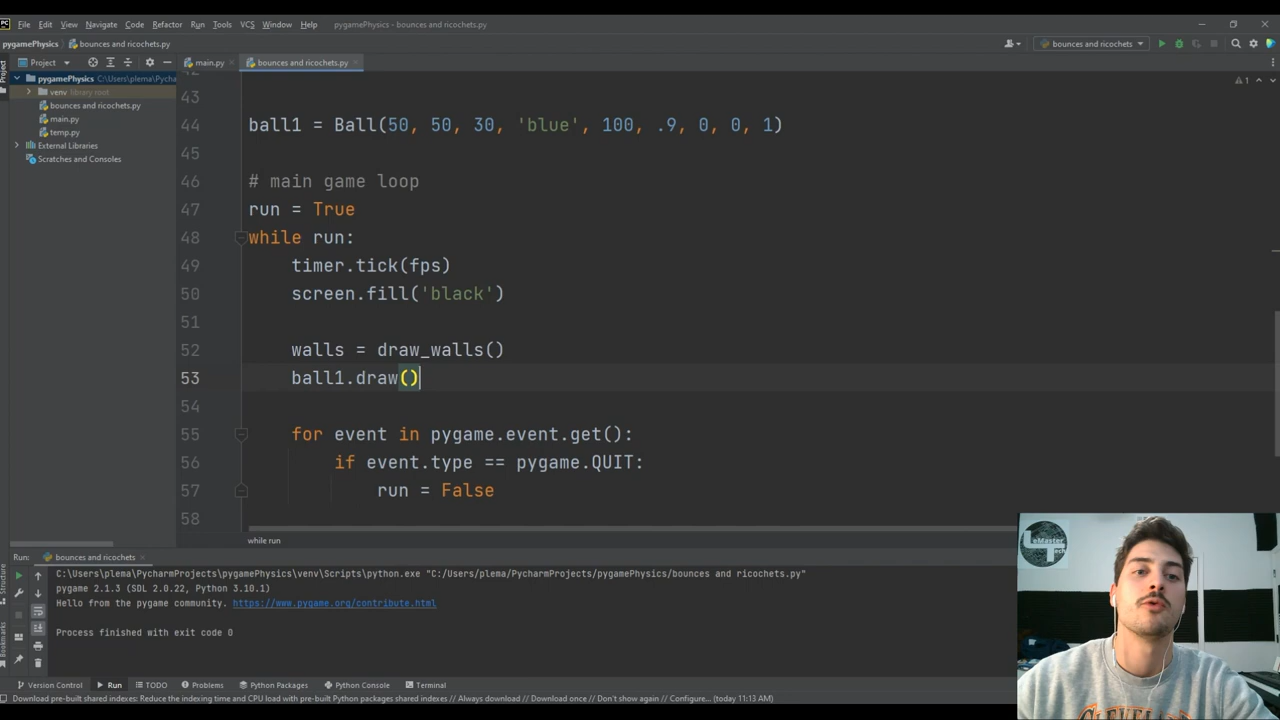 PC File Edit View Navigate Code Refactor Run Tools VCS Window Help pygamePhysics - bounces and ricochets.py
pygamePhysics bounces and ricochets.py bounces and ricochets
Project main.py bounces and ricochets.py
Project
pygamePhysics C:\Users\plema\Pycha
venv library root
bounces and ricochets.py
main.py
temp.py
External Libraries
Scratches and Consoles
1
43
44 ball1 = Ball(50, 50, 30, 'blue', 100, .9, 0, 0, 1)
45
46 # main game loop
47 run = True
48 while run:
49 timer.tick(fps)
50 screen.fill('black')
51
52 walls = draw_walls()
53 ball1.draw()
54
55 for event in pygame.event.get():
56 if event.type == pygame.QUIT:
57 run = False
58
while run
Run: bounces and ricochets
C:\Users\plema\PycharmProjects\pygamePhysics\venv\Scripts\python.exe "C:/Users/plema/PycharmProjects/pygamePhysics/bounces and ricochets.py"
pygame 2.1.3 (SDL 2.0.22, Python 3.10.1)
Hello from the pygame community. https://www.pygame.org/contribute.html
Process finished with exit code 0
Structure
Bookmarks
eMaster
Tech
Version Control Run TODO Problems Python Packages Python Console Terminal
Download pre-built shared indexes: Reduce the indexing time and CPU load with pre-built Python packages shared indexes // Always download // Download once // Don't show again // Configure... (today 11:13 AM)